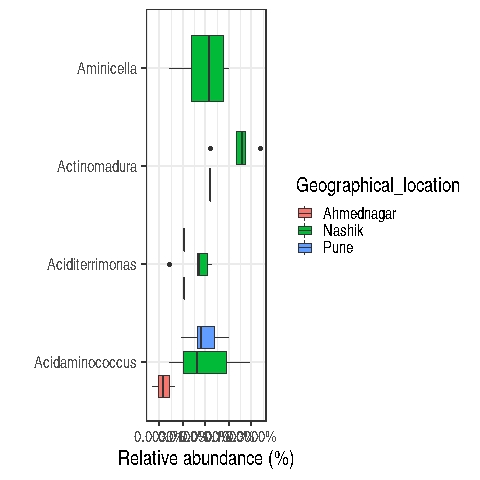 Aminicella
Actinomadura
Aciditerrimonas
Acidaminococcus
Relative abundance (%)
Geographical_location
Ahmednagar
Nashik
Pune